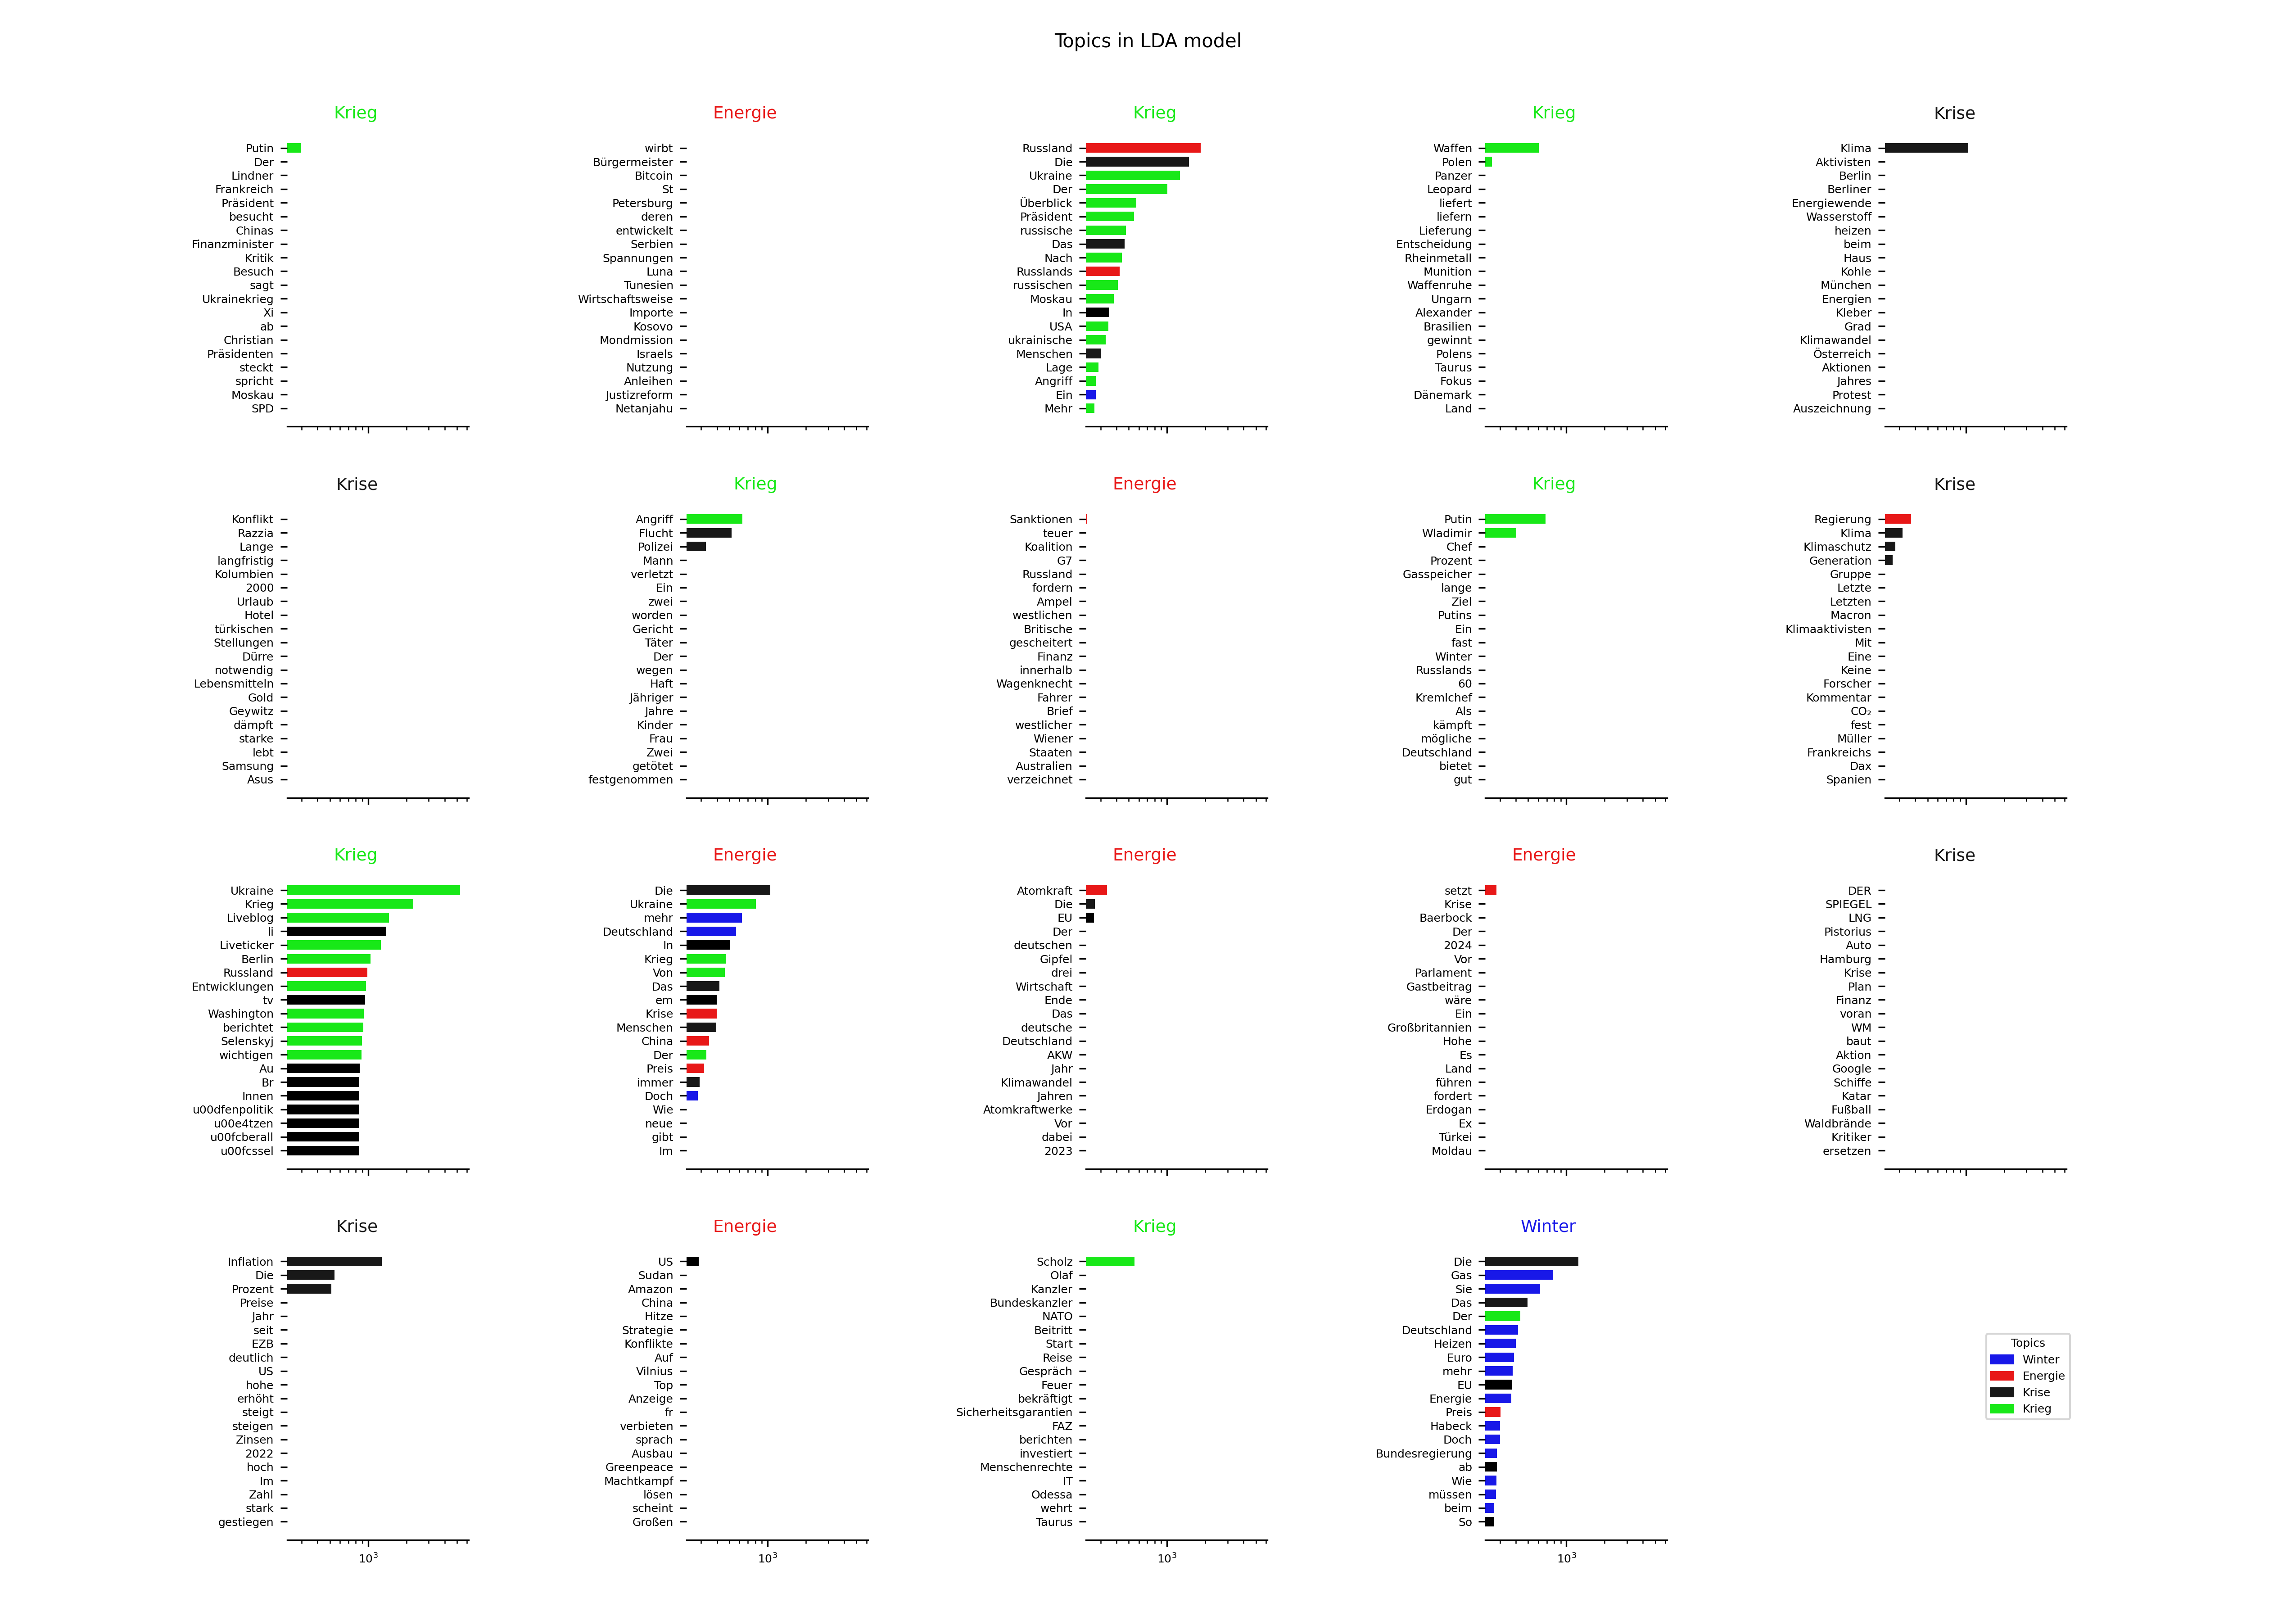 Topics in LDA model
Krieg
Putin
Der
Lindner
Frankreich
Präsident
besucht
Chinas
Finanzminister
Kritik
Besuch
sagt
Ukrainekrieg
Xi
ab
Christian
Präsidenten
steckt
spricht
Moskau
SPD
Energie
wirbt
Bürgermeister
Bitcoin
St
Petersburg
deren
entwickelt
Serbien
Spannungen
Luna
Tunesien
Wirtschaftsweise
Importe
Kosovo
Mondmission
Israels
Nutzung
Anleihen
Justizreform
Netanjahu
Krieg
Russland
Die
Ukraine
Der
Überblick
Präsident
russische
Das
Nach
Russlands
russischen
Moskau
In
USA
ukrainische
Menschen
Lage
Angriff
Ein
Mehr
Krieg
Waffen
Polen
Panzer
Leopard
liefert
liefern
Lieferung
Entscheidung
Rheinmetall
Munition
Waffenruhe
Ungarn
Alexander
Brasilien
gewinnt
Polens
Taurus
Fokus
Dänemark
Land
Krise
Klima
Aktivisten
Berlin
Berliner
Energiewende
Wasserstoff
heizen
beim
Haus
Kohle
München
Energien
Kleber
Grad
Klimawandel
Österreich
Aktionen
Jahres
Protest
Auszeichnung
Krise
Konflikt
Razzia
Lange
langfristig
Kolumbien
2000
Urlaub
Hotel
türkischen
Stellungen
Dürre
notwendig
Lebensmitteln
Gold
Geywitz
dämpft
starke
lebt
Samsung
Asus
Krieg
Angriff
Flucht
Polizei
Mann
verletzt
Ein
zwei
worden
Gericht
Täter
Der
wegen
Haft
Jähriger
Jahre
Kinder
Frau
Zwei
getötet
festgenommen
Energie
Sanktionen
teuer
Koalition
G7
Russland
fordern
Ampel
westlichen
Britische
gescheitert
Finanz
innerhalb
Wagenknecht
Fahrer
Brief
westlicher
Wiener
Staaten
Australien
verzeichnet
Krieg
Putin
Wladimir
Chef
Prozent
Gasspeicher
lange
Ziel
Putins
Ein
fast
Winter
Russlands
60
Kremlchef
Als
kämpft
mögliche
Deutschland
bietet
gut
Krise
Regierung
Klima
Klimaschutz
Generation
Gruppe
Letzte
Letzten
Macron
Klimaaktivisten
Mit
Eine
Keine
Forscher
Kommentar
CO₂
fest
Müller
Frankreichs
Dax
Spanien
Krieg
Ukraine
Krieg
Liveblog
li
Liveticker
Berlin
Russland
Entwicklungen
tv
Washington
berichtet
Selenskyj
wichtigen
Au
Br
Innen
u00dfenpolitik
u00e4tzen
u00fcberall
u00fcssel
Energie
Die
Ukraine
mehr
Deutschland
In
Krieg
Von
Das
em
Krise
Menschen
China
Der
Preis
immer
Doch
Wie
neue
gibt
Im
Energie
Atomkraft
Die
EU
Der
deutschen
Gipfel
drei
Wirtschaft
Ende
Das
deutsche
Deutschland
AKW
Jahr
Klimawandel
Jahren
Atomkraftwerke
Vor
dabei
2023
Energie
setzt
Krise
Baerbock
Der
2024
Vor
Parlament
Gastbeitrag
wäre
Ein
Großbritannien
Hohe
Es
Land
führen
fordert
Erdogan
Ex
Türkei
Moldau
Krise
DER
SPIEGEL
LNG
Pistorius
Auto
Hamburg
Krise
Plan
Finanz
voran
WM
baut
Aktion
Google
Schiffe
Katar
Fußball
Waldbrände
Kritiker
ersetzen
Krise
Inflation
Die
Prozent
Preise
Jahr
seit
EZB
deutlich
US
hohe
erhöht
steigt
steigen
Zinsen
2022
hoch
Im
Zahl
stark
gestiegen
10³
Energie
US
Sudan
Amazon
China
Hitze
Strategie
Konflikte
Auf
Vilnius
Top
Anzeige
fr
verbieten
sprach
Ausbau
Greenpeace
Machtkampf
lösen
scheint
Großen
10³
Krieg
Scholz
Olaf
Kanzler
Bundeskanzler
NATO
Beitritt
Start
Reise
Gespräch
Feuer
bekräftigt
Sicherheitsgarantien
FAZ
berichten
investiert
Menschenrechte
IT
Odessa
wehrt
Taurus
10³
Winter
Die
Gas
Sie
Das
Der
Deutschland
Heizen
Euro
mehr
EU
Energie
Preis
Habeck
Doch
Bundesregierung
ab
Wie
müssen
beim
So
10³
Topics
Winter
Energie
Krise
Krieg